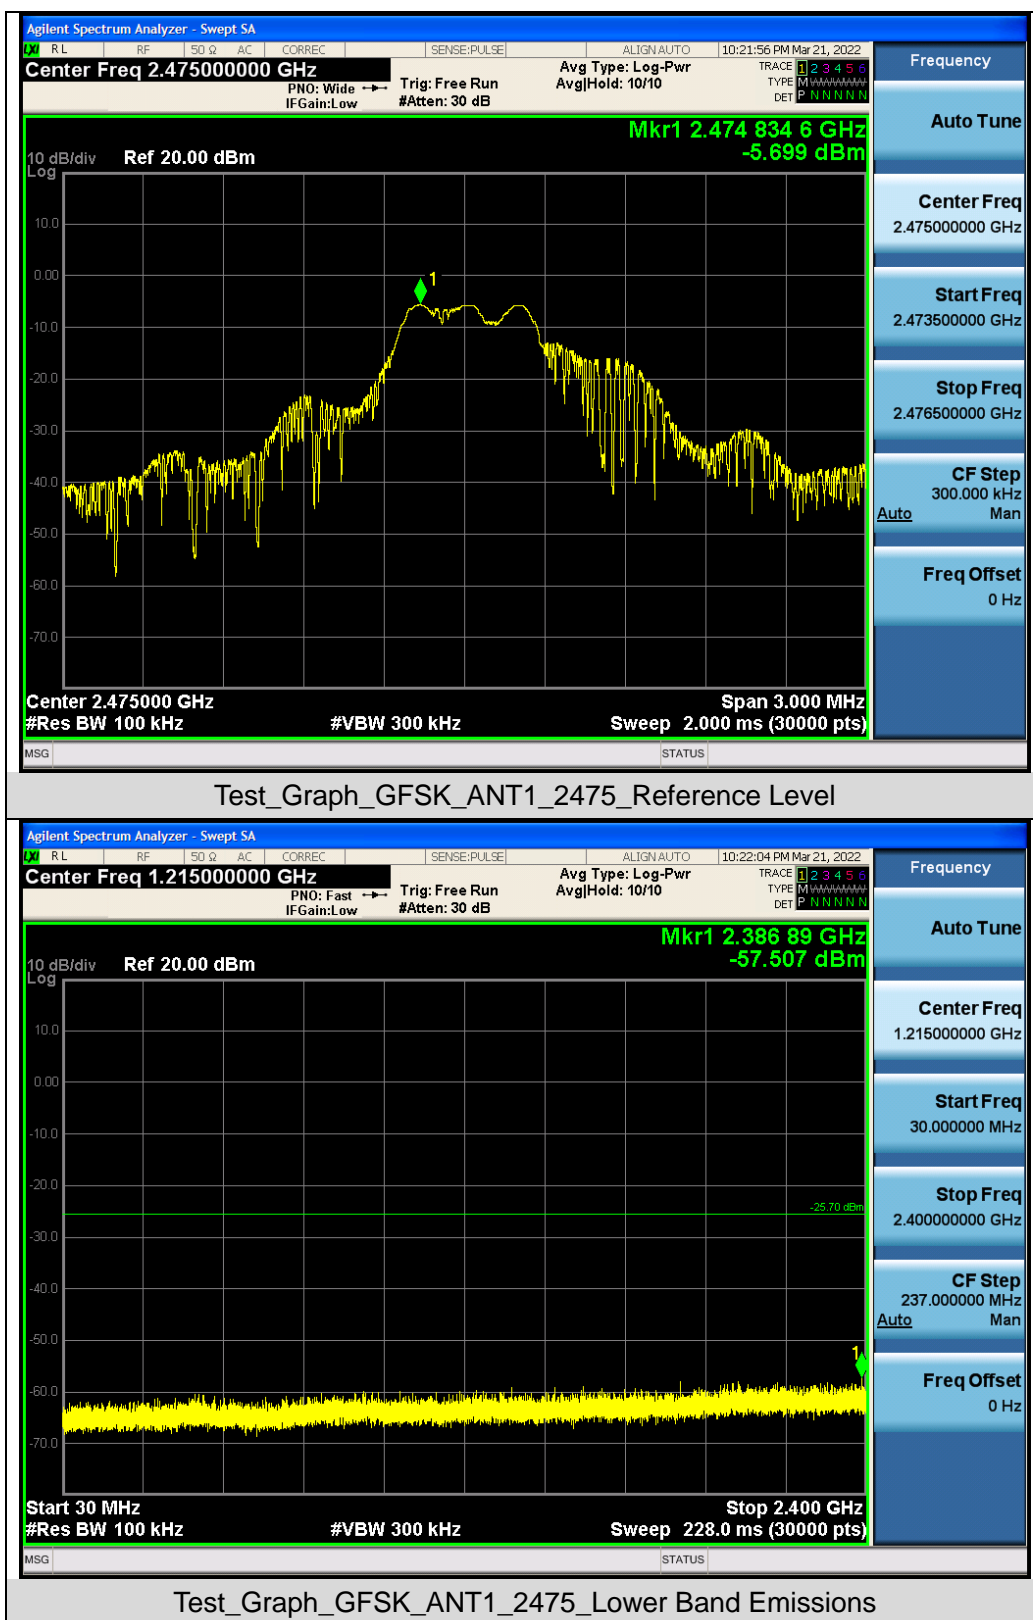 Agilent Spectrum Analyzer - Swept SA
LXI RL RF 50 Ω AC CORREC SENSE:PULSE ALIGN AUTO 10:21:56 PM Mar 21, 2022
Center Freq 2.475000000 GHz
PNO: Wide
IFGain:Low
Trig: Free Run
#Atten: 30 dB
Avg Type: Log-Pwr
Avg|Hold: 10/10
TRACE 1 2 3 4 5 6
TYPE M W W W W W
DET P N N N N N
Mkr1 2.474 834 6 GHz
-5.699 dBm
10 dB/div Ref 20.00 dBm
Log
10.0
0.00
-10.0
-20.0
-30.0
-40.0
-50.0
-60.0
-70.0
1
Center 2.475000 GHz Span 3.000 MHz
#Res BW 100 kHz #VBW 300 kHz Sweep 2.000 ms (30000 pts)
MSG STATUS
Frequency
Auto Tune
Center Freq
2.475000000 GHz
Start Freq
2.473500000 GHz
Stop Freq
2.476500000 GHz
CF Step
300.000 kHz
Auto Man
Freq Offset
0 Hz
Test_Graph_GFSK_ANT1_2475_Reference Level
Agilent Spectrum Analyzer - Swept SA
LXI RL RF 50 Ω AC CORREC SENSE:PULSE ALIGN AUTO 10:22:04 PM Mar 21, 2022
Center Freq 1.215000000 GHz
PNO: Fast
IFGain:Low
Trig: Free Run
#Atten: 30 dB
Avg Type: Log-Pwr
Avg|Hold: 10/10
TRACE 1 2 3 4 5 6
TYPE M W W W W W
DET P N N N N N
Mkr1 2.386 89 GHz
-57.507 dBm
10 dB/div Ref 20.00 dBm
Log
10.0
0.00
-10.0
-20.0
-30.0
-40.0
-50.0
-60.0
-70.0
-25.70 dBm
1
Start 30 MHz Stop 2.400 GHz
#Res BW 100 kHz #VBW 300 kHz Sweep 228.0 ms (30000 pts)
MSG STATUS
Frequency
Auto Tune
Center Freq
1.215000000 GHz
Start Freq
30.000000 MHz
Stop Freq
2.400000000 GHz
CF Step
237.000000 MHz
Auto Man
Freq Offset
0 Hz
Test_Graph_GFSK_ANT1_2475_Lower Band Emissions